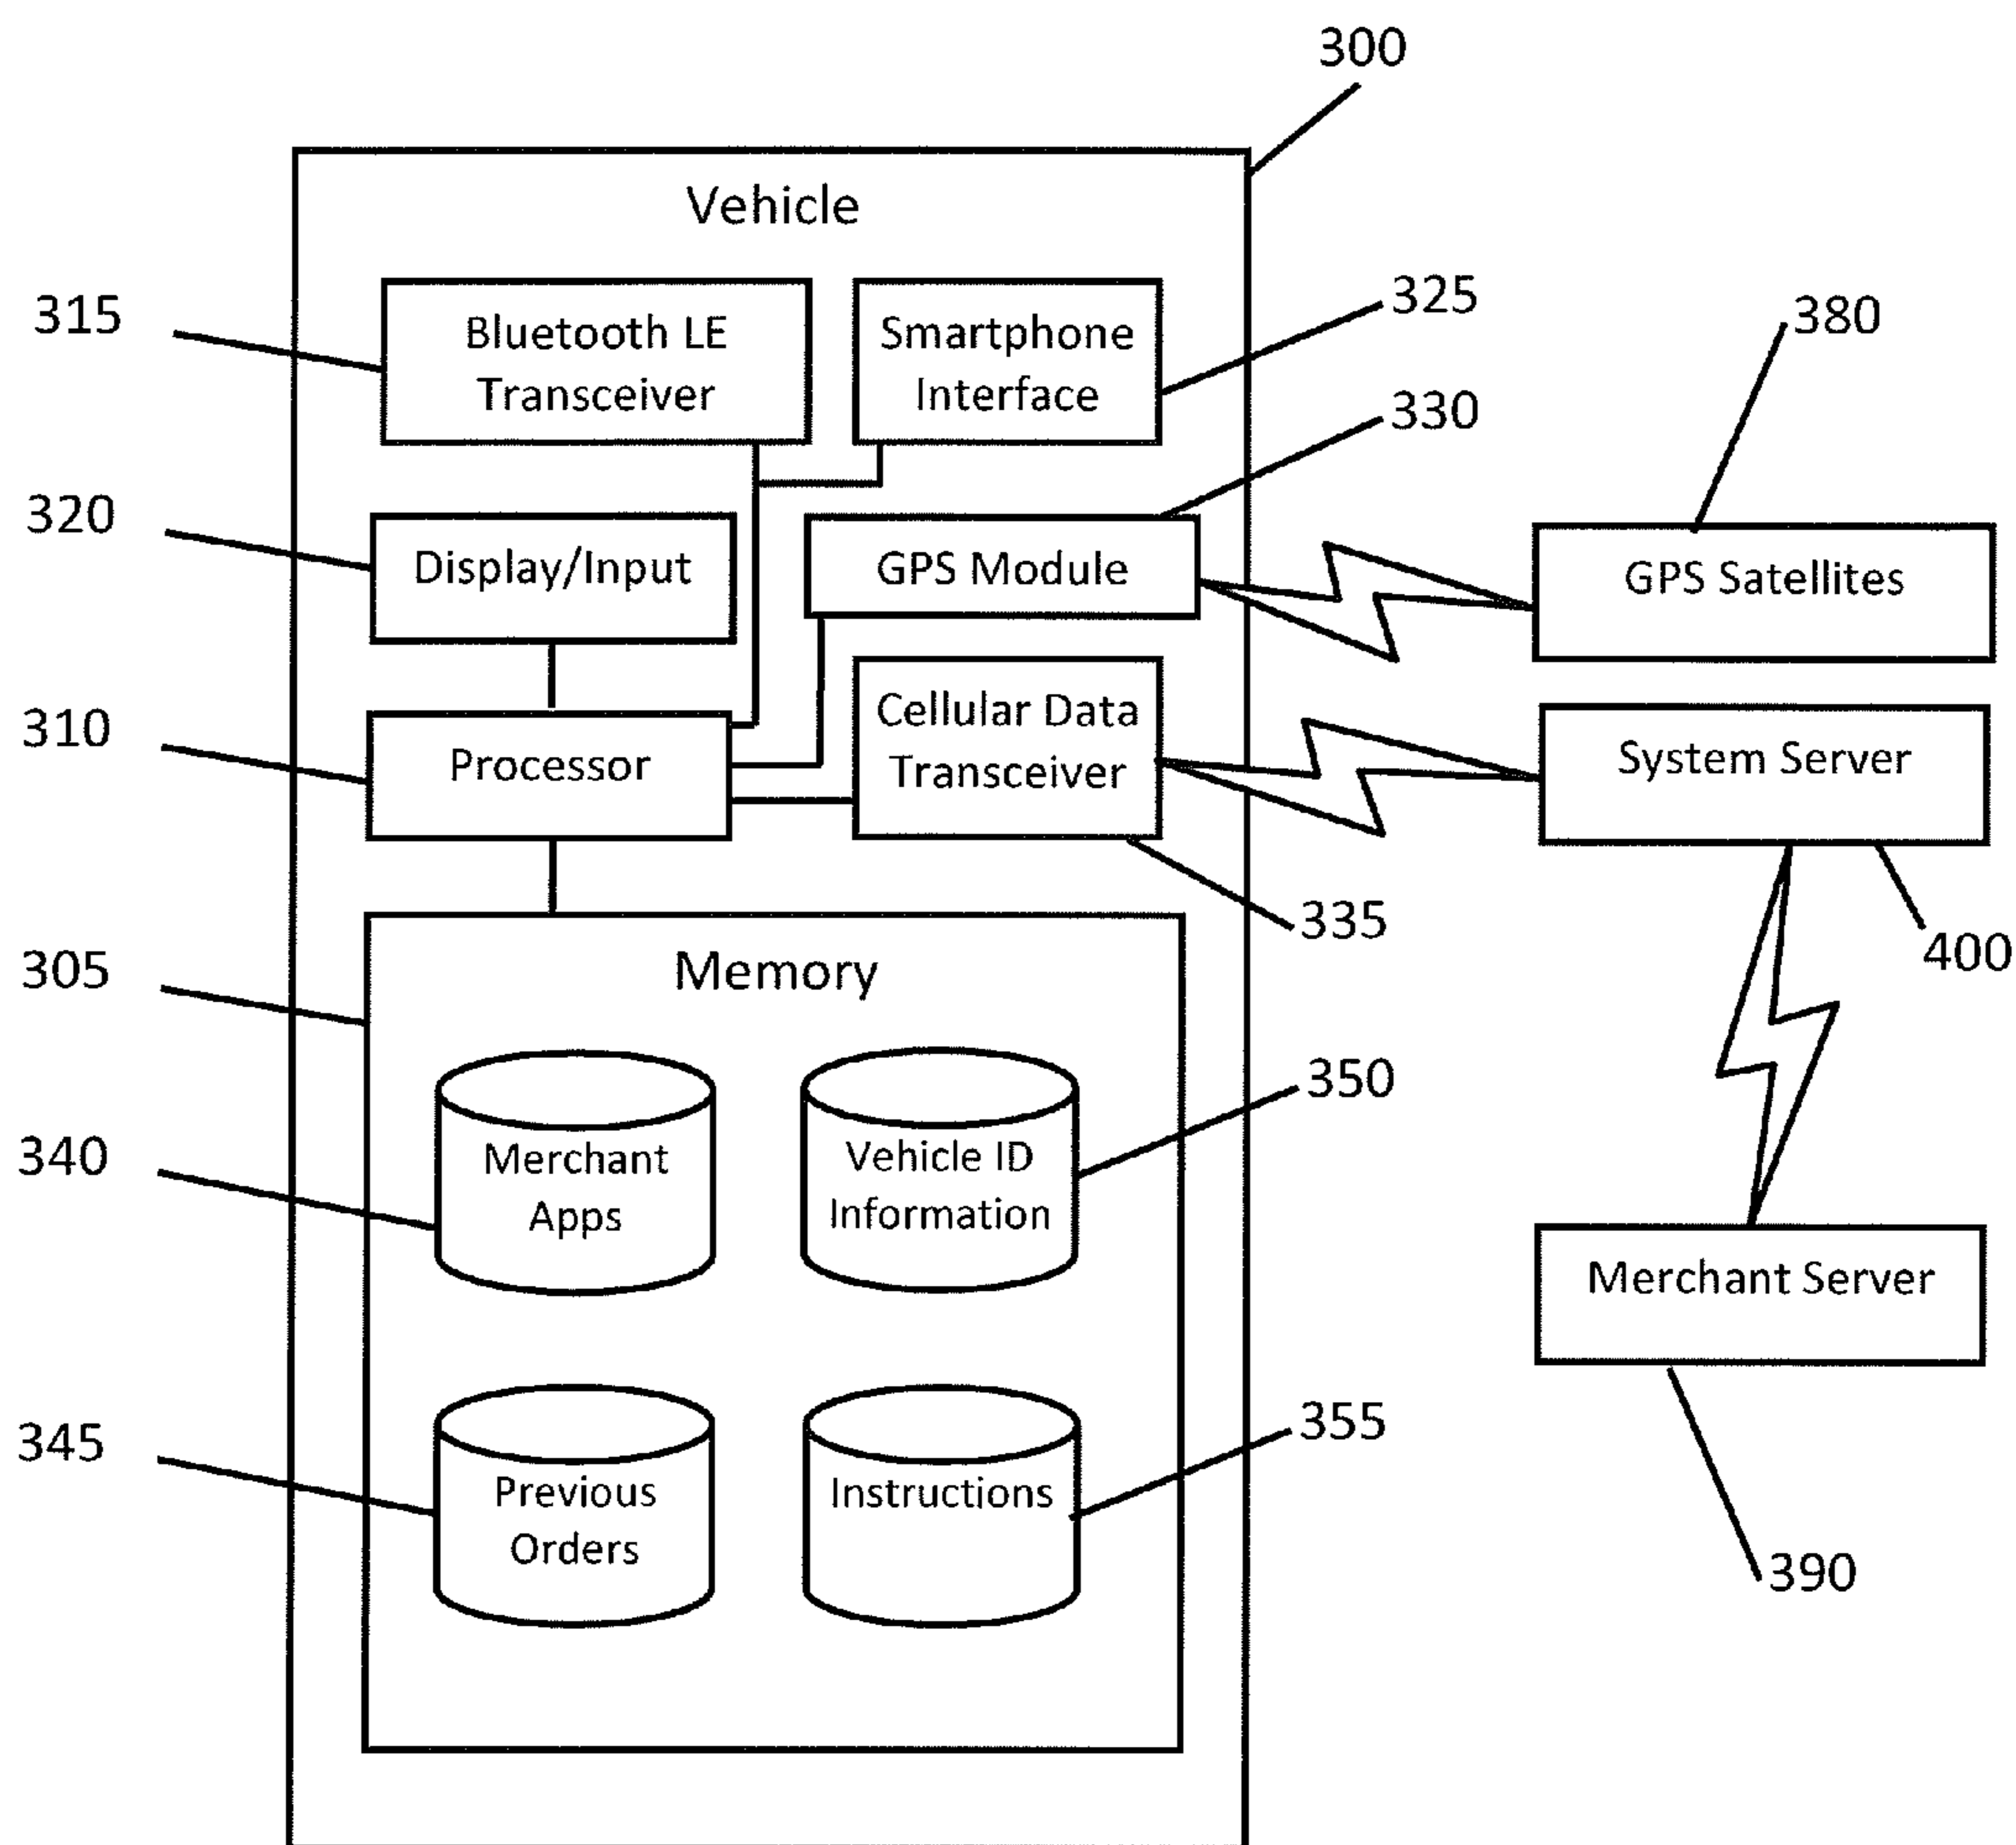 300
Vehicle
315
Bluetooth LE
Transceiver
Smartphone
Interface
325
380
330
320
Display/Input
GPS Module
GPS Satellites
310
Processor
Cellular Data
Transceiver
System Server
335
400
305
Memory
350
340
Merchant
Apps
Vehicle ID
Information
Merchant Server
345
Previous
Orders
Instructions
355
390